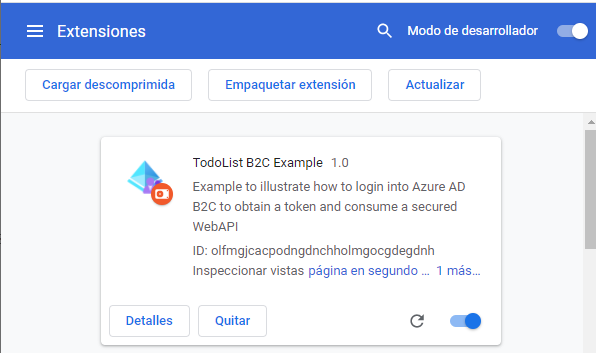 Extensiones
Modo de desarrollador
Cargar descomprimida
Empaquetar extensión
Actualizar
TodoList B2C Example 1.0
Example to illustrate how to login into Azure AD
B2C to obtain a token and consume a secured
WebAPI
ID: olfmgjcacpodngdnchholmgocgdegdnh
Inspeccionar vistas página en segundo ... 1 más...
Detalles
Quitar